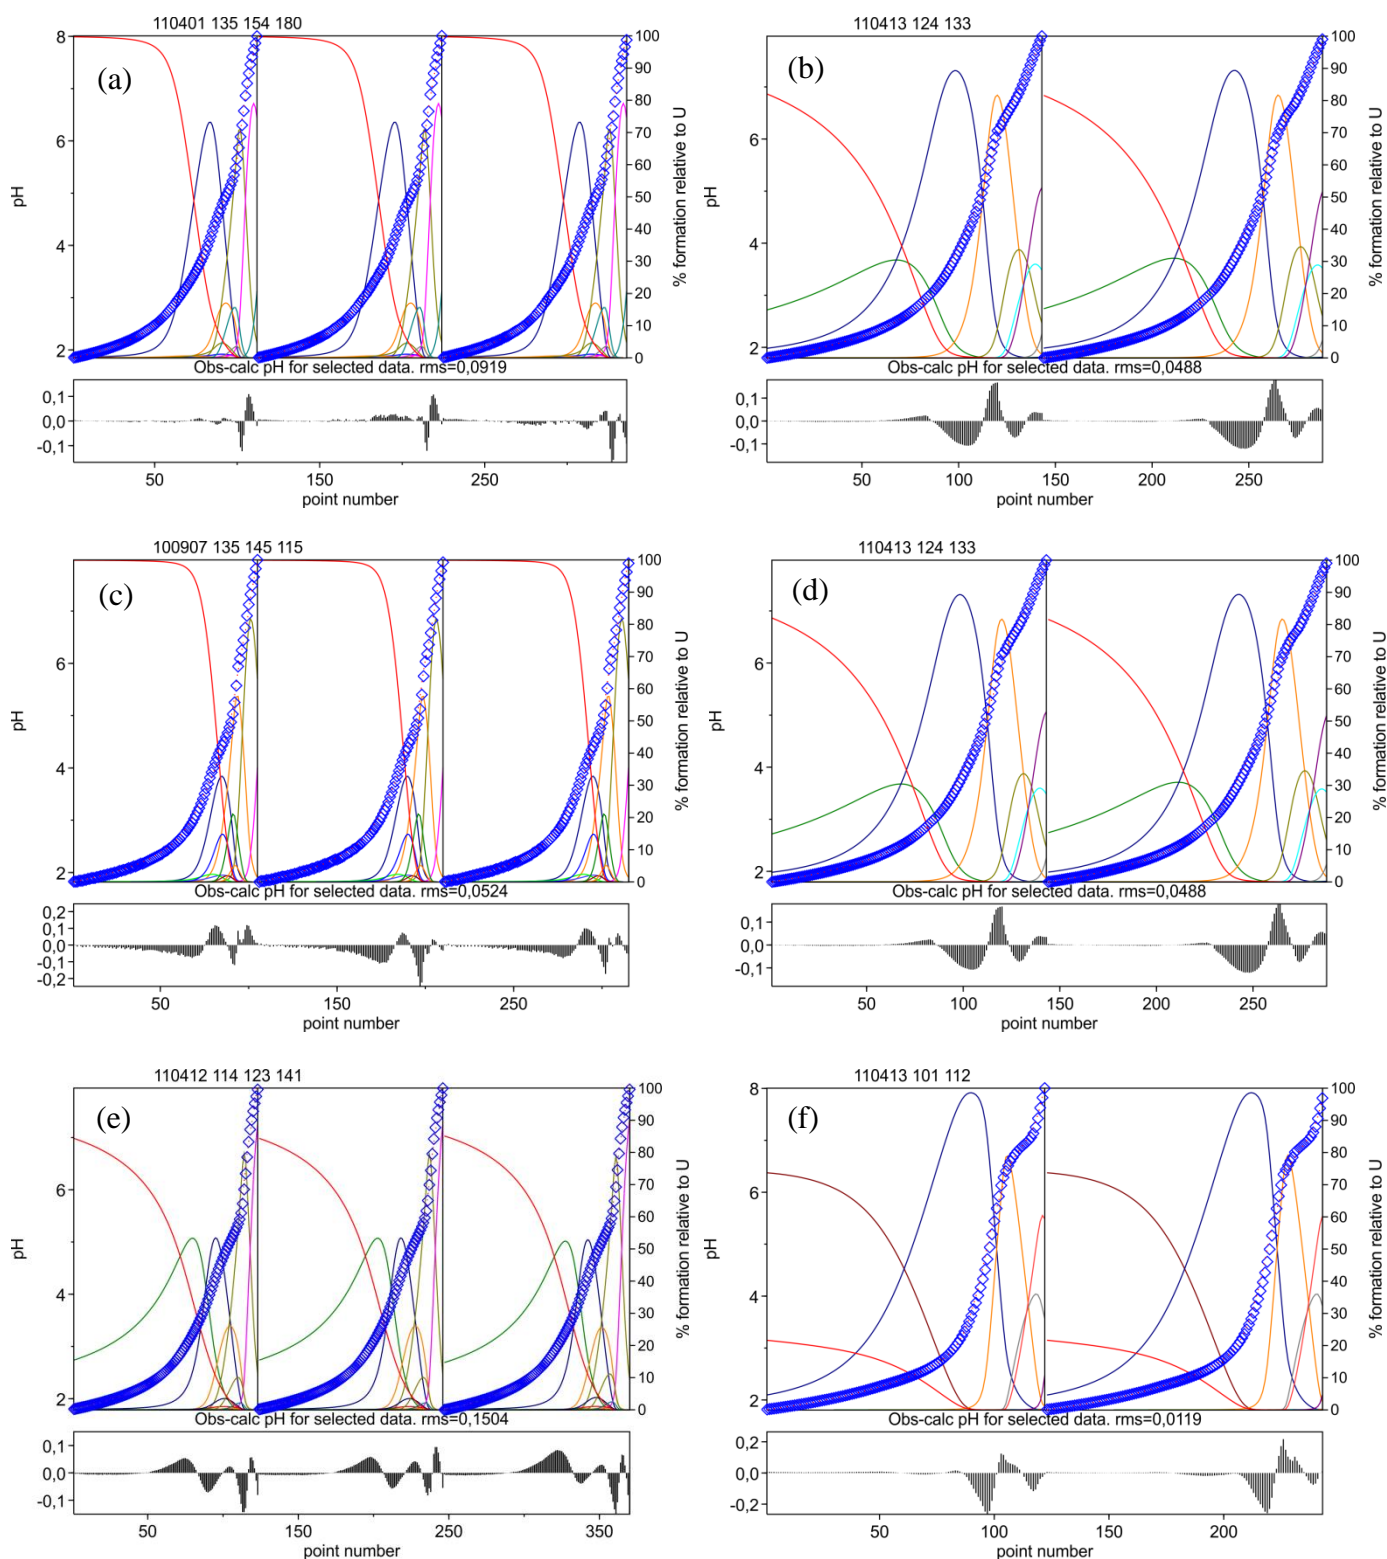 110401 135 154 180
(a)
8
6
4
2
pH
100
90
80
70
60
50
40
30
20
10
0
% formation relative to U
Obs-calc pH for selected data. rms=0,0919
0,1
0,0
-0,1
50 150 250
point number
110413 124 133
(b)
8
6
4
2
pH
100
90
80
70
60
50
40
30
20
10
0
% formation relative to U
Obs-calc pH for selected data. rms=0,0488
0,1
0,0
-0,1
50 100 150 200 250
point number
100907 135 145 115
(c)
6
4
2
pH
100
90
80
70
60
50
40
30
20
10
0
% formation relative to U
Obs-calc pH for selected data. rms=0,0524
0,2
0,1
0,0
-0,1
-0,2
50 150 250
point number
110413 124 133
(d)
6
4
2
pH
100
90
80
70
60
50
40
30
20
10
0
% formation relative to U
Obs-calc pH for selected data. rms=0,0488
0,1
0,0
-0,1
50 100 150 200 250
point number
110412 114 123 141
(e)
6
4
2
pH
100
90
80
70
60
50
40
30
20
10
0
% formation relative to U
Obs-calc pH for selected data. rms=0,1504
0,1
0,0
-0,1
50 150 250 350
point number
110413 101 112
(f)
8
6
4
2
pH
100
90
80
70
60
50
40
30
20
10
0
% formation relative to U
Obs-calc pH for selected data. rms=0,0119
0,2
0,0
-0,2
50 100 150 200
point number